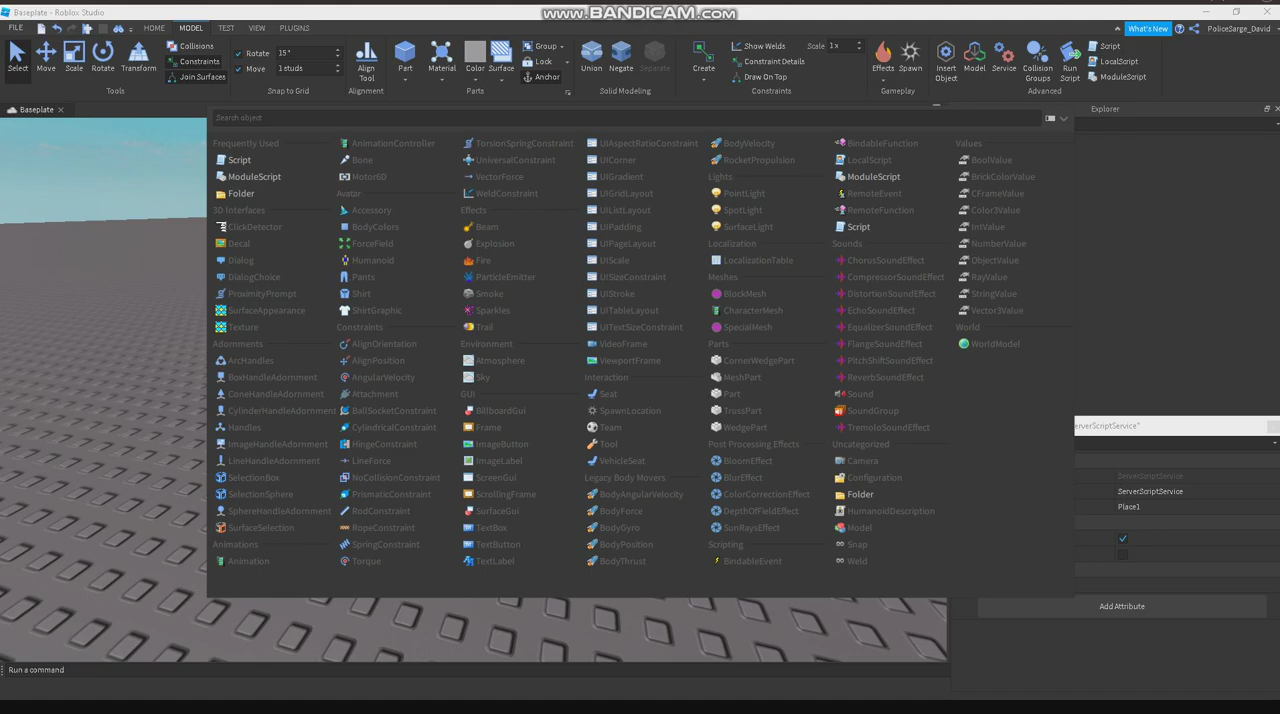 Baseplate - Roblox Studio
www.BANDICAM.com
FILE
HOME
MODEL
TEST
VIEW
PLUGINS
What's New
PoliceSarge_David
Select
Move
Scale
Rotate
Transform
Collisions
Constraints
Join Surfaces
Tools
Rotate 15°
Move 1 studs
Snap to Grid
Align Tool
Alignment
Part
Material
Color
Surface
Group
Lock
Anchor
Parts
Union
Negate
Separate
Solid Modeling
Create
Show Welds
Scale 1x
Constraint Details
Draw On Top
Constraints
Effects
Spawn
Gameplay
Insert Object
Model
Service
Collision Groups
Run Script
Script
LocalScript
ModuleScript
Advanced
Baseplate
Explorer
Search object
Frequently Used
Script
ModuleScript
Folder
3D Interfaces
ClickDetector
Decal
Dialog
DialogChoice
ProximityPrompt
SurfaceAppearance
Texture
Adornments
ArcHandles
BoxHandleAdornment
ConeHandleAdornment
CylinderHandleAdornment
Handles
ImageHandleAdornment
LineHandleAdornment
SelectionBox
SelectionSphere
SphereHandleAdornment
SurfaceSelection
Animations
Animation
AnimationController
Bone
Motor6D
Avatar
Accessory
BodyColors
ForceField
Humanoid
Pants
Shirt
ShirtGraphic
Constraints
AlignOrientation
AlignPosition
AngularVelocity
Attachment
BallSocketConstraint
CylindricalConstraint
HingeConstraint
LineForce
NoCollisionConstraint
PrismaticConstraint
RodConstraint
RopeConstraint
SpringConstraint
Torque
TorsionSpringConstraint
UniversalConstraint
VectorForce
WeldConstraint
Effects
Beam
Explosion
Fire
ParticleEmitter
Smoke
Sparkles
Trail
Environment
Atmosphere
Sky
GUI
BillboardGui
Frame
ImageButton
ImageLabel
ScreenGui
ScrollingFrame
SurfaceGui
TextBox
TextButton
TextLabel
UIAspectRatioConstraint
UICorner
UIGradient
UIGridLayout
UIListLayout
UIPadding
UIPageLayout
UIScale
UISizeConstraint
UIStroke
UITableLayout
UITextSizeConstraint
VideoFrame
ViewportFrame
Interaction
Seat
SpawnLocation
Team
Tool
VehicleSeat
Legacy Body Movers
BodyAngularVelocity
BodyForce
BodyGyro
BodyPosition
BodyThrust
BodyVelocity
RocketPropulsion
Lights
PointLight
SpotLight
SurfaceLight
Localization
LocalizationTable
Meshes
BlockMesh
CharacterMesh
SpecialMesh
Parts
CornerWedgePart
MeshPart
Part
TrussPart
WedgePart
Post Processing Effects
BloomEffect
BlurEffect
ColorCorrectionEffect
DepthOfFieldEffect
SunRaysEffect
Scripting
BindableEvent
BindableFunction
LocalScript
ModuleScript
RemoteEvent
RemoteFunction
Script
Sounds
ChorusSoundEffect
CompressorSoundEffect
DistortionSoundEffect
EchoSoundEffect
EqualizerSoundEffect
FlangeSoundEffect
PitchShiftSoundEffect
ReverbSoundEffect
Sound
SoundGroup
TremoloSoundEffect
Uncategorized
Camera
Configuration
Folder
HumanoidDescription
Model
Snap
Weld
Values
BoolValue
BrickColorValue
CFrameValue
Color3Value
IntValue
NumberValue
ObjectValue
RayValue
StringValue
Vector3Value
World
WorldModel
erverScriptService"
ServerScriptService
ServerScriptService
Place1
Add Attribute
Run a command